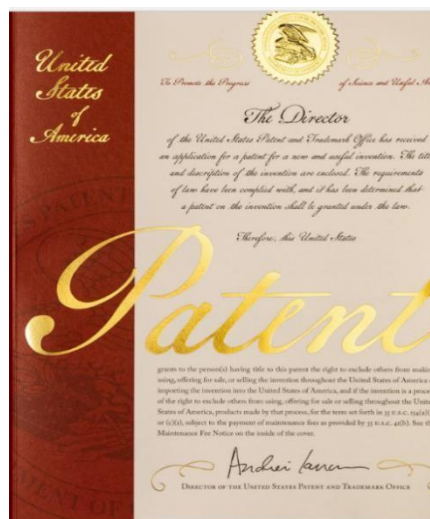 United
States
of
America
To Promote the Progress of Science and Useful
The Director
of the United States Patent and Trademark Office has received
an application for a patent for a new and useful invention. The
and description of the invention are enclosed. The requirements
of law have been complied with, and it has been determined that
a patent on the invention shall be granted under the law.
Therefore, this United States
Patent
grants to the person(s) having title to this patent the right to exclude others from
using, offering for sale, or selling the invention throughout the United States of America
importing the invention into the United States of America, and if the invention is a
of the right to exclude others from using, offering for sale or selling throughout the
States of America, products made by that process, for the term set forth in 35 U.S.C. 154(a)
or (c)(1), subject to the payment of maintenance fees as provided by 35 U.S.C. 41(b). See
Maintenance Fee Notice on the inside of the cover.
Director of the United States Patent and Trademark Office